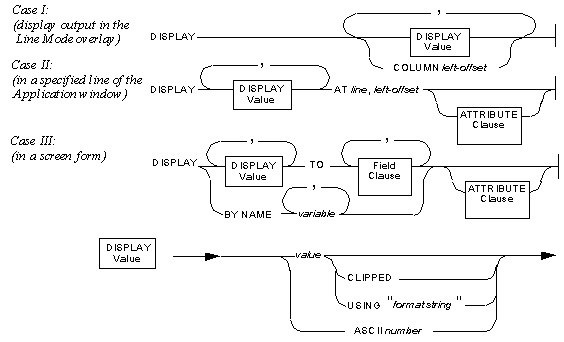 Case I:
(display output in the
Line Mode overlay)
DISPLAY
,
DISPLAY
Value
COLUMN left-offset
Case II:
(in a specified line of the
Application window)
DISPLAY
,
DISPLAY
Value
AT line, left-offset
ATTRIBUTE
Clause
Case III:
(in a screen form)
DISPLAY
,
DISPLAY
Value
TO
,
Field
Clause
BY NAME
,
variable
ATTRIBUTE
Clause
DISPLAY
Value
value
CLIPPED
USING "format string "
ASCII number